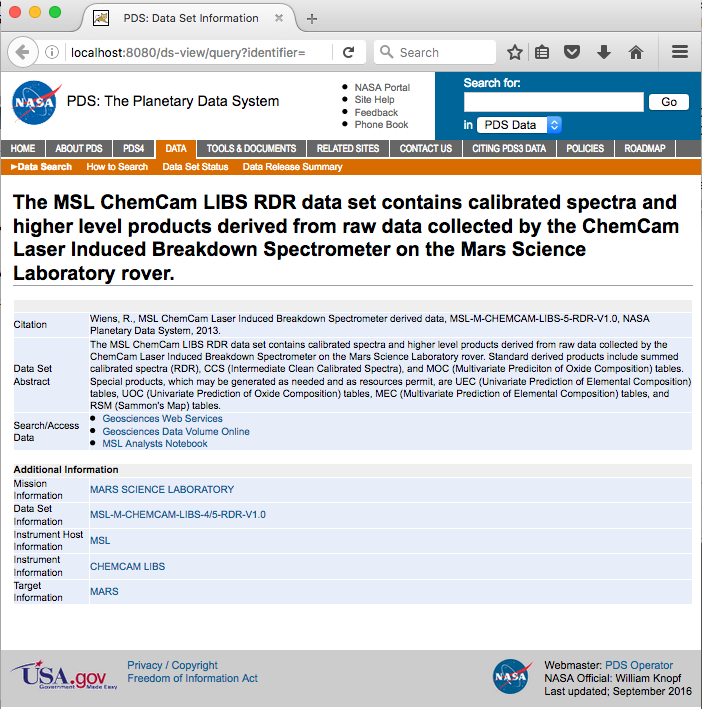 PDS: Data Set Information
localhost:8080/ds-view/query?identifier=
Search
NASA
PDS: The Planetary Data System
NASA Portal
Site Help
Feedback
Phone Book
Search for:
Go
in PDS Data
HOME ABOUT PDS PDS4 DATA TOOLS & DOCUMENTS RELATED SITES CONTACT US CITING PDS3 DATA POLICIES ROADMAP
Data Search How to Search Data Set Status Data Release Summary
The MSL ChemCam LIBS RDR data set contains calibrated spectra and
higher level products derived from raw data collected by the ChemCam
Laser Induced Breakdown Spectrometer on the Mars Science
Laboratory rover.
Citation
Wiens, R., MSL ChemCam Laser Induced Breakdown Spectrometer derived data, MSL-M-CHEMCAM-LIBS-5-RDR-V1.0, NASA
Planetary Data System, 2013.
Data Set
Abstract
The MSL ChemCam LIBS RDR data set contains calibrated spectra and higher level products derived from raw data collected by the
ChemCam Laser Induced Breakdown Spectrometer on the Mars Science Laboratory rover. Standard derived products include summed
calibrated spectra (RDR), CCS (Intermediate Clean Calibrated Spectra), and MOC (Multivariate Prediciton of Oxide Composition) tables.
Special products, which may be generated as needed and as resources permit, are UEC (Univariate Prediction of Elemental Composition)
tables, UOC (Univariate Prediction of Oxide Composition) tables, MEC (Multivariate Prediction of Elemental Composition) tables, and
RSM (Sammon's Map) tables.
Search/Access
Data
Geosciences Web Services
Geosciences Data Volume Online
MSL Analysts Notebook
Additional Information
Mission
Information
MARS SCIENCE LABORATORY
Data Set
Information
MSL-M-CHEMCAM-LIBS-4/5-RDR-V1.0
Instrument Host
Information
MSL
Instrument
Information
CHEMCAM LIBS
Target
Information
MARS
USA.gov
Government Made Easy
Privacy / Copyright
Freedom of Information Act
NASA
Webmaster: PDS Operator
NASA Official: William Knopf
Last updated; September 2016